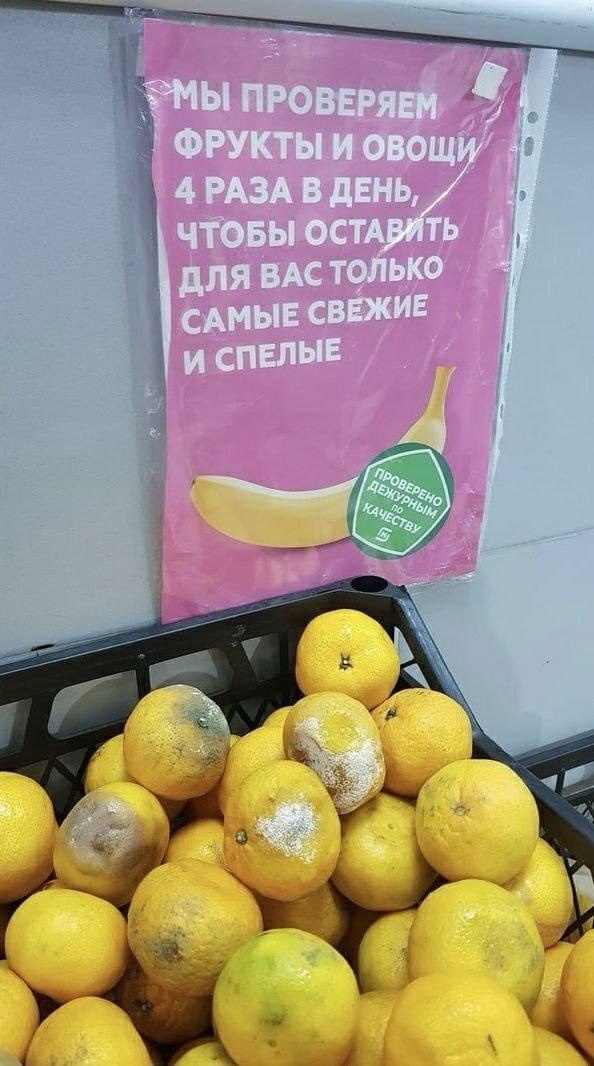 МЫ ПРОВЕРЯЕМ
ФРУКТЫ И ОВОЩИ
4 РАЗА В ДЕНЬ,
ЧТОБЫ ОСТАВИТЬ
ДЛЯ ВАС ТОЛЬКО
САМЫЕ СВЕЖИЕ
И СПЕЛЫЕ
ПРОВЕРЕНО
ДЕЖУРНЫМ
ПО
КАЧЕСТВУ
М